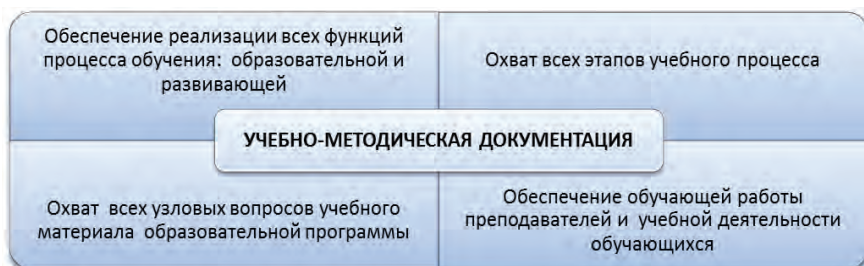 Обеспечение реализации всех функций
процесса обучения: образовательной и
развивающей
Охват всех этапов учебного процесса
УЧЕБНО-МЕТОДИЧЕСКАЯ ДОКУМЕНТАЦИЯ
Охват всех узловых вопросов учебного
материала образовательной программы
Обеспечение обучающей работы
преподавателей и учебной деятельности
обучающихся